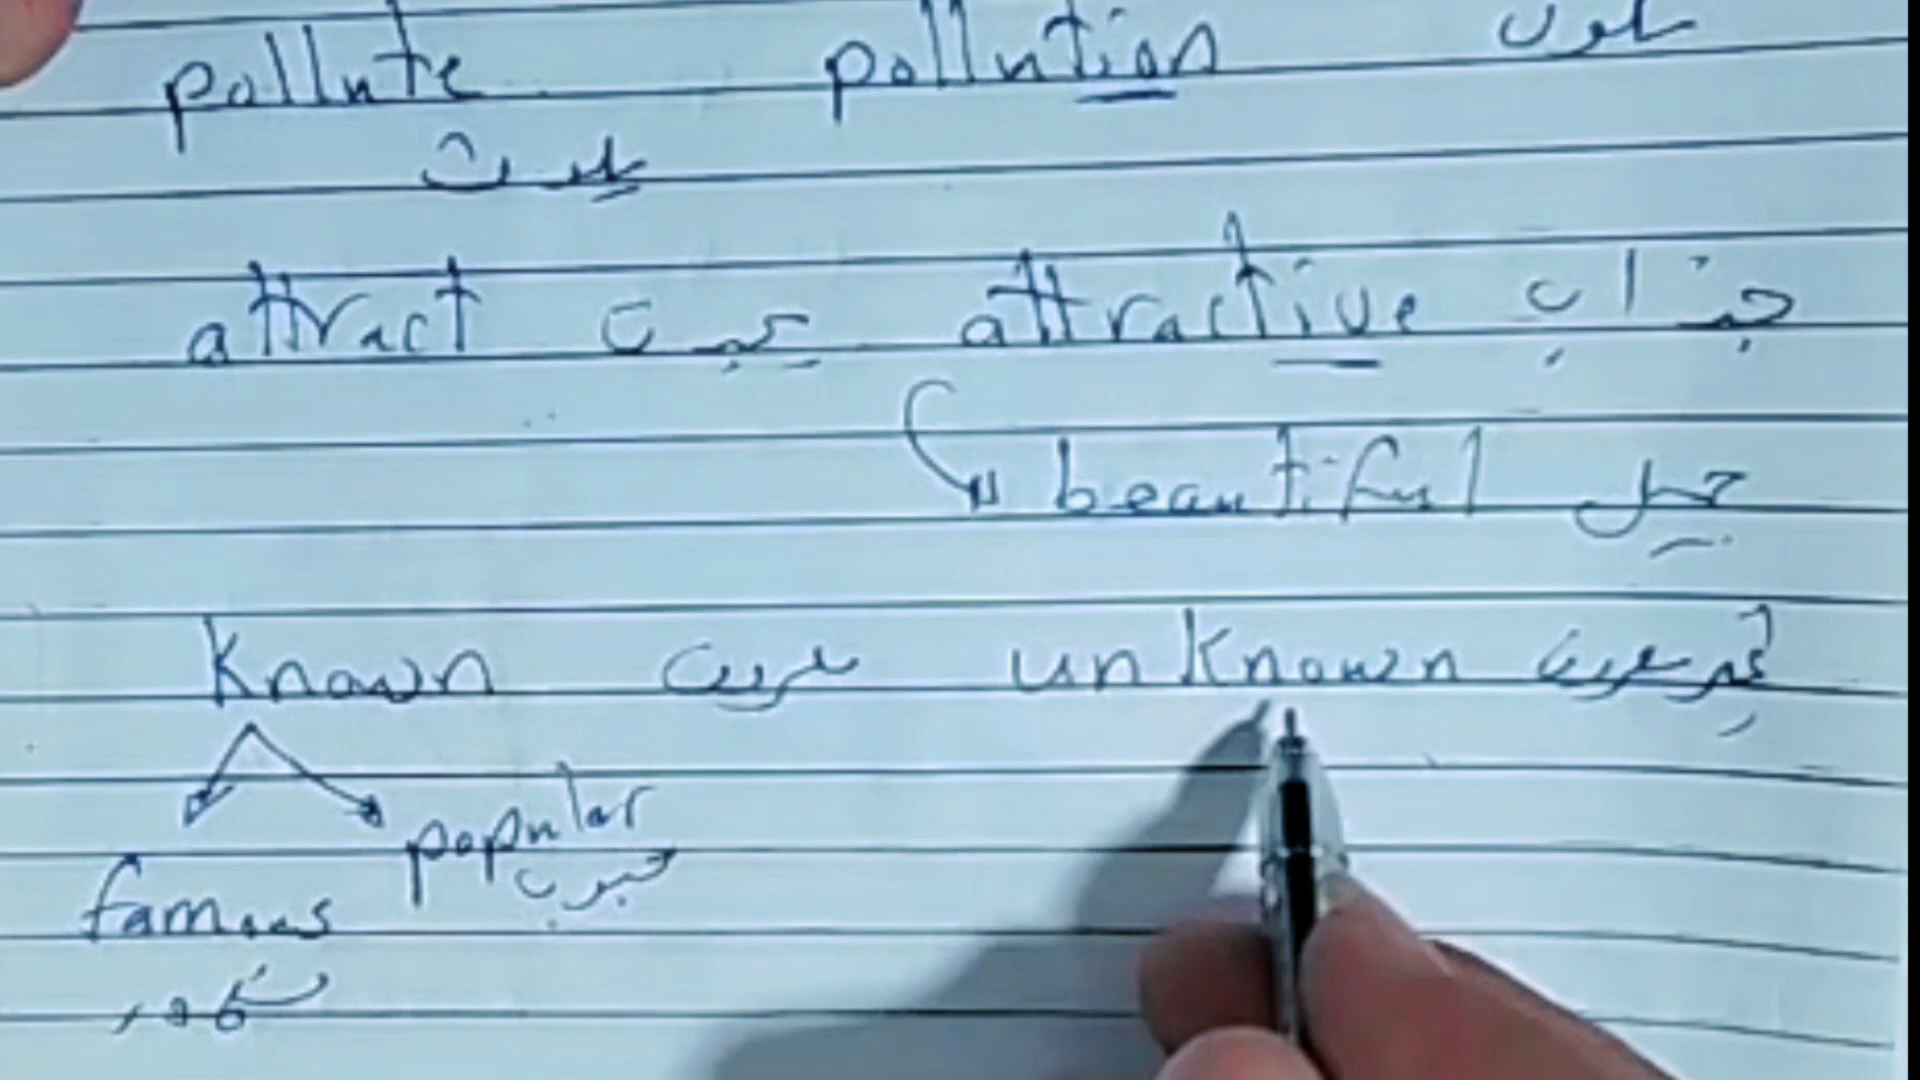 pollute pollution تلوث
يلوث
attract يجذب attractive جذاب
beautiful جميل
known معروف unknown غير معروف
popular
famous محبوب
مشهور